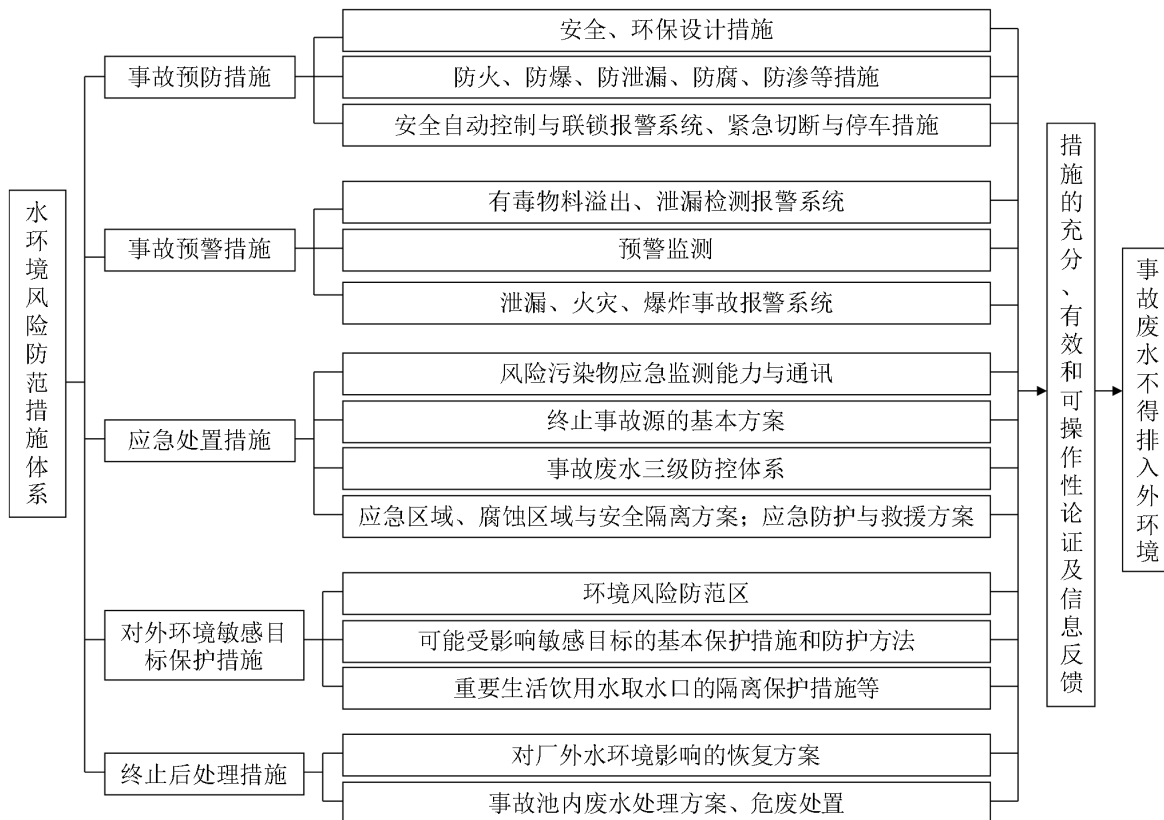 水环境风险防范措施体系
事故预防措施
安全、环保设计措施
防火、防爆、防泄漏、防腐、防渗等措施
安全自动控制与联锁报警系统、紧急切断与停车措施
事故预警措施
有毒物料溢出、泄漏检测报警系统
预警监测
泄漏、火灾、爆炸事故报警系统
应急处置措施
风险污染物应急监测能力与通讯
终止事故源的基本方案
事故废水三级防控体系
应急区域、腐蚀区域与安全隔离方案；应急防护与救援方案
对外环境敏感目
标保护措施
环境风险防范区
可能受影响敏感目标的基本保护措施和防护方法
重要生活饮用水取水口的隔离保护措施等
终止后处理措施
对厂外水环境影响的恢复方案
事故池内废水处理方案、危废处置
措施的充分、有效和可操作性论证及信息反馈
事故废水不得排入外环境